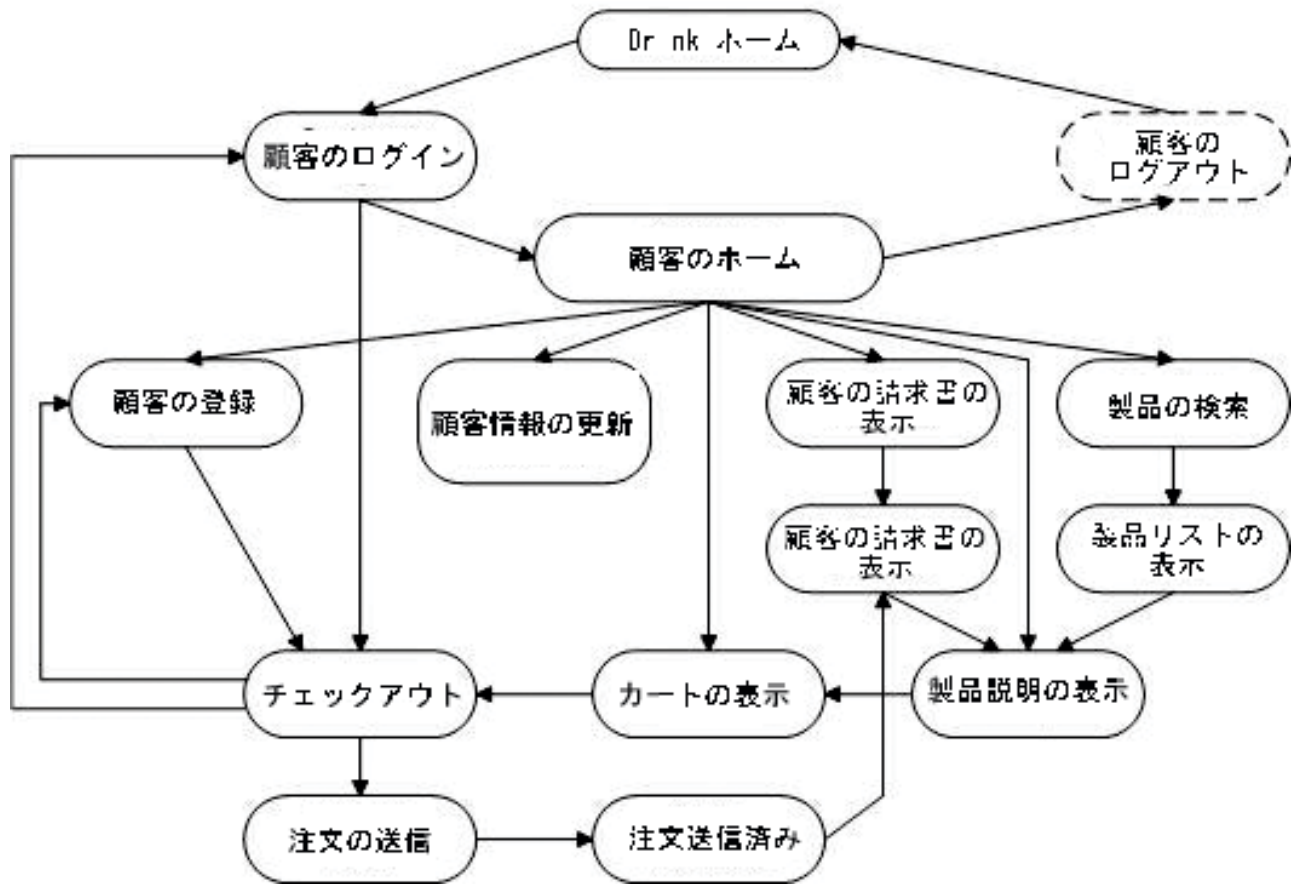 Dr nk ホーム
顧客のログイン
顧客の
ログアウト
顧客のホーム
顧客の登録
顧客情報の更新
顧客の請求書の
表示
製品の検索
顧客の請求書の
表示
製品リストの
表示
チェックアウト
カートの表示
製品説明の表示
注文の送信
注文送信済み